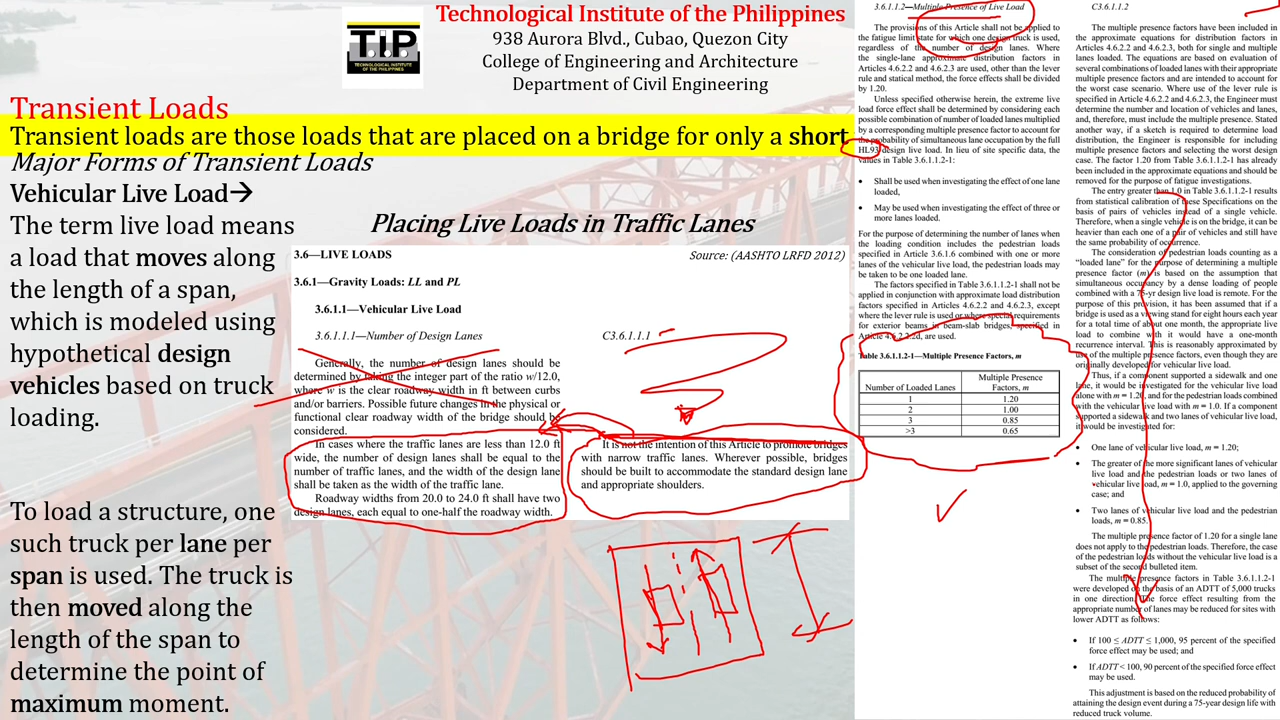 Technological Institute of the Philippines
938 Aurora Blvd., Cubao, Quezon City
College of Engineering and Architecture
Department of Civil Engineering
TIP
TECHNOLOGICAL INSTITUTE
OF THE PHILIPPINES
Transient Loads
Transient loads are those loads that are placed on a bridge for only a short
Major Forms of Transient Loads
Vehicular Live Load→
The term live load means
a load that moves along
the length of a span,
which is modeled using
hypothetical design
vehicles based on truck
loading.
To load a structure, one
such truck per lane per
span is used. The truck is
then moved along the
length of the span to
determine the point of
maximum moment.
Placing Live Loads in Traffic Lanes
3.6—LIVE LOADS
Source: (AASHTO LRFD 2012)
3.6.1—Gravity Loads: LL and PL
3.6.1.1—Vehicular Live Load
3.6.1.1.1—Number of Design Lanes
Generally, the number of design lanes should be
determined by taking the integer part of the ratio w/12.0,
where w is the clear roadway width in ft between curbs
and/or barriers. Possible future changes in the physical or
functional clear roadway width of the bridge should be
considered.
In cases where the traffic lanes are less than 12.0 ft
wide, the number of design lanes shall be equal to the
number of traffic lanes, and the width of the design lane
shall be taken as the width of the traffic lane.
Roadway widths from 20.0 to 24.0 ft shall have two
design lanes, each equal to one-half the roadway width.
C3.6.1.1.1
It is not the intention of this Article to promote bridges
with narrow traffic lanes. Wherever possible, bridges
should be built to accommodate the standard design lane
and appropriate shoulders.
3.6.1.1.2—Multiple Presence of Live Load
The provisions of this Article shall not be applied to
the fatigue limit state for which one design truck is used,
regardless of the number of design lanes. Where
the single-lane approximate distribution factors in
Articles 4.6.2.2 and 4.6.2.3 are used, other than the lever
rule and statical method, the force effects shall be divided
by 1.20.
Unless specified otherwise herein, the extreme live
load force effect shall be determined by considering each
possible combination of number of loaded lanes multiplied
by a corresponding multiple presence factor to account for
the probability of simultaneous lane occupation by the full
HL93 design live load. In lieu of site specific data, the
values in Table 3.6.1.1.2-1:
• Shall be used when investigating the effect of one lane
loaded,
• May be used when investigating the effect of three or
more lanes loaded.
For the purpose of determining the number of lanes when
the loading condition includes the pedestrian loads
specified in Article 3.6.1.6 combined with one or more
lanes of the vehicular live load, the pedestrian loads may
be taken to be one loaded lane.
The factors specified in Table 3.6.1.1.2-1 shall not be
applied in conjunction with approximate load distribution
factors specified in Articles 4.6.2.2 and 4.6.2.3, except
where the lever rule is used or where special requirements
for exterior beams in beam-slab bridges, specified in
Article 4.6.2.2.2d, are used.
Table 3.6.1.1.2-1—Multiple Presence Factors, m
Number of Loaded Lanes Multiple Presence Factors, m
1 1.20
2 1.00
3 0.85
>3 0.65
C3.6.1.1.2
The multiple presence factors have been included in
the approximate equations for distribution factors in
Articles 4.6.2.2 and 4.6.2.3, both for single and multiple
lanes loaded. The equations are based on evaluation of
several combinations of loaded lanes with their appropriate
multiple presence factors and are intended to account for
the worst case scenario. Where use of the lever rule is
specified in Article 4.6.2.2 and 4.6.2.3, the Engineer must
determine the number and location of vehicles and lanes,
and, therefore, must include the multiple presence. Stated
another way, if a sketch is required to determine load
distribution, the Engineer is responsible for including
multiple presence factors and selecting the worst design
case. The factor 1.20 from Table 3.6.1.1.2-1 has already
been included in the approximate equations and should be
removed for the purpose of fatigue investigations.
The entry greater than 1.0 in Table 3.6.1.1.2-1 results
from statistical calibration of these Specifications on the
basis of pairs of vehicles instead of a single vehicle.
Therefore, when a single vehicle is on the bridge, it can be
heavier than each one of a pair of vehicles and still have
the same probability of occurrence.
The consideration of pedestrian loads counting as a
"loaded lane" for the purpose of determining a multiple
presence factor (m) is based on the assumption that
simultaneous occupancy by a dense loading of people
combined with a 75-yr design live load is remote. For the
purpose of this provision, it has been assumed that if a
bridge is used as a viewing stand for eight hours each year
for a total time of about one month, the appropriate live
load to combine with it would have a one-month
recurrence interval. This is reasonably approximated by
use of the multiple presence factors, even though they are
originally developed for vehicular live load.
Thus, if a component supported a sidewalk and one
lane, it would be investigated for the vehicular live load
alone with m = 1.20, and for the pedestrian loads combined
with the vehicular live load with m = 1.0. If a component
supported a sidewalk and two lanes of vehicular live load,
it would be investigated for:
• One lane of vehicular live load, m = 1.20;
• The greater of the more significant lanes of vehicular
live load and the pedestrian loads or two lanes of
vehicular live load, m = 1.0, applied to the governing
case; and
• Two lanes of vehicular live load and the pedestrian
loads, m = 0.85.
The multiple presence factor of 1.20 for a single lane
does not apply to the pedestrian loads. Therefore, the case
of the pedestrian loads without the vehicular live load is a
subset of the second bulleted item.
The multiple presence factors in Table 3.6.1.1.2-1
were developed on the basis of an ADTT of 5,000 trucks
in one direction. The force effect resulting from the
appropriate number of lanes may be reduced for sites with
lower ADTT as follows:
• If 100 ≤ ADTT ≤ 1,000, 95 percent of the specified
force effect may be used; and
• If ADTT < 100, 90 percent of the specified force effect
may be used.
This adjustment is based on the reduced probability of
attaining the design event during a 75-year design life with
reduced truck volume.